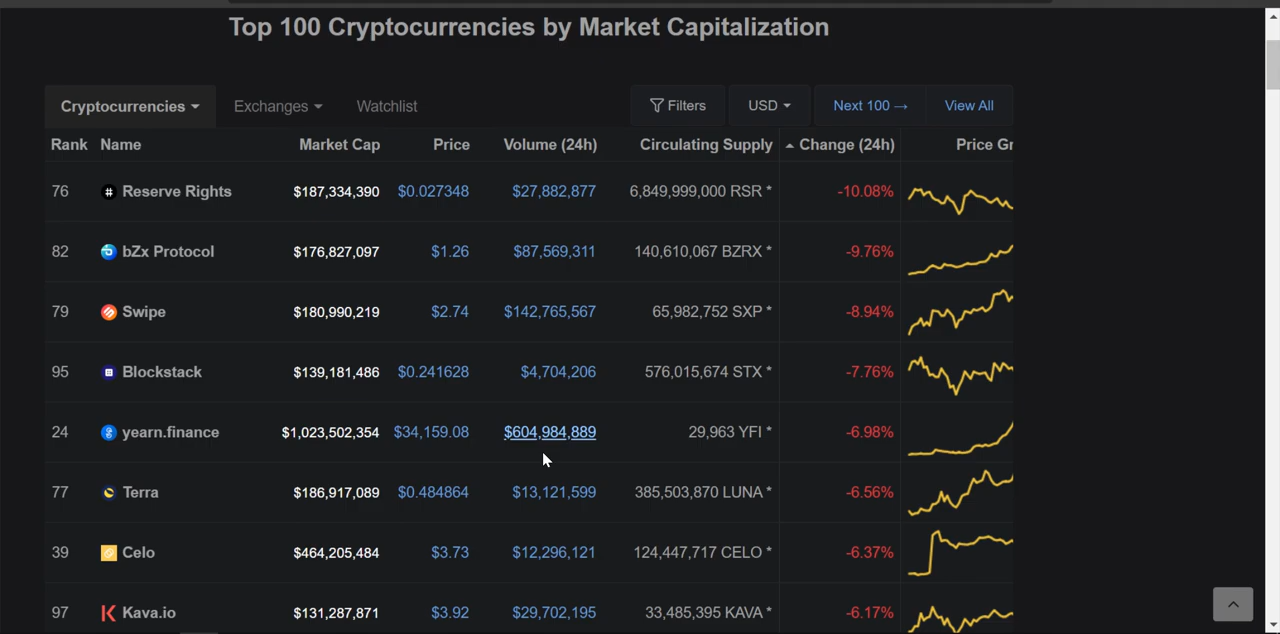 Top 100 Cryptocurrencies by Market Capitalization
Cryptocurrencies Exchanges Watchlist Filters USD Next 100 → View All
Rank Name Market Cap Price Volume (24h) Circulating Supply Change (24h) Price Gr
76 Reserve Rights $187,334,390 $0.027348 $27,882,877 6,849,999,000 RSR * -10.08%
82 bZx Protocol $176,827,097 $1.26 $87,569,311 140,610,067 BZRX * -9.76%
79 Swipe $180,990,219 $2.74 $142,765,567 65,982,752 SXP * -8.94%
95 Blockstack $139,181,486 $0.241628 $4,704,206 576,015,674 STX * -7.76%
24 yearn.finance $1,023,502,354 $34,159.08 $604,984,889 29,963 YFI * -6.98%
77 Terra $186,917,089 $0.484864 $13,121,599 385,503,870 LUNA * -6.56%
39 Celo $464,205,484 $3.73 $12,296,121 124,447,717 CELO * -6.37%
97 Kava.io $131,287,871 $3.92 $29,702,195 33,485,395 KAVA * -6.17%